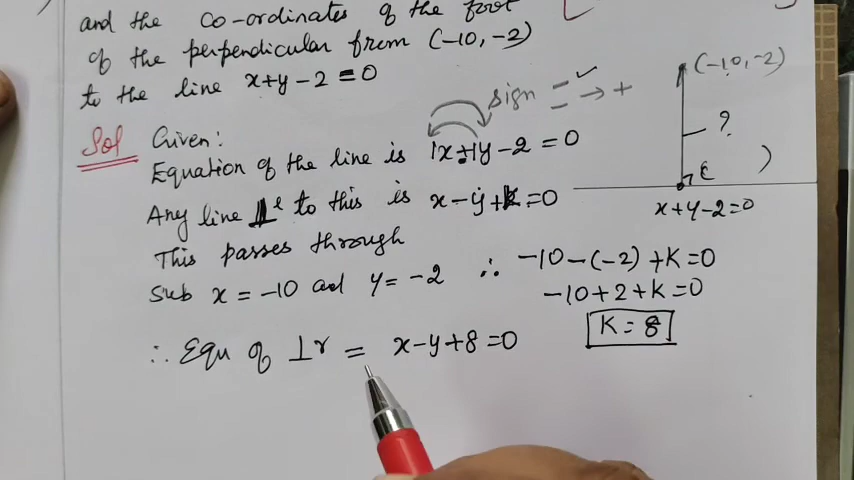 and the Co-ordinates of the foot
of the perpendicular from (-10, -2)
to the line x+y-2=0
sign - ✓
- → +
(-10, -2)
?
Sol Given:
Equation of the line is 1x+1y-2=0
x+y-2=0
Any line ⊥r to this is x-y+k=0
This passes through
Sub x=-10 and y=-2 ∴ -10-(-2)+K=0
-10+2+K=0
K=8
∴ Equ of ⊥r = x-y+8=0